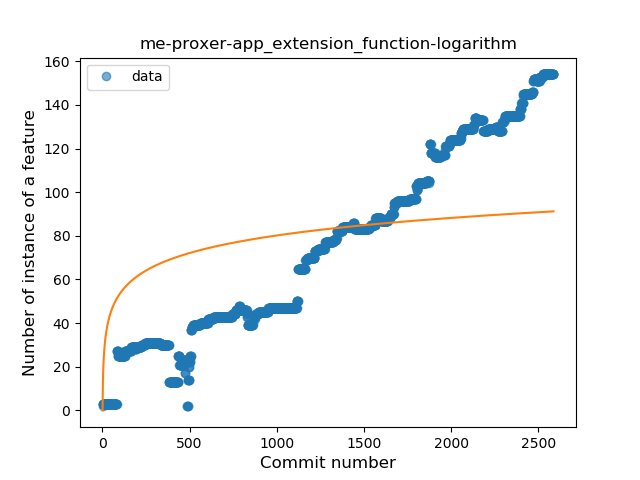 me-proxer-app_extension_function-logarithm
data
Number of instance of a feature
160
140
120
100
80
60
40
20
0
0 500 1000 1500 2000 2500
Commit number